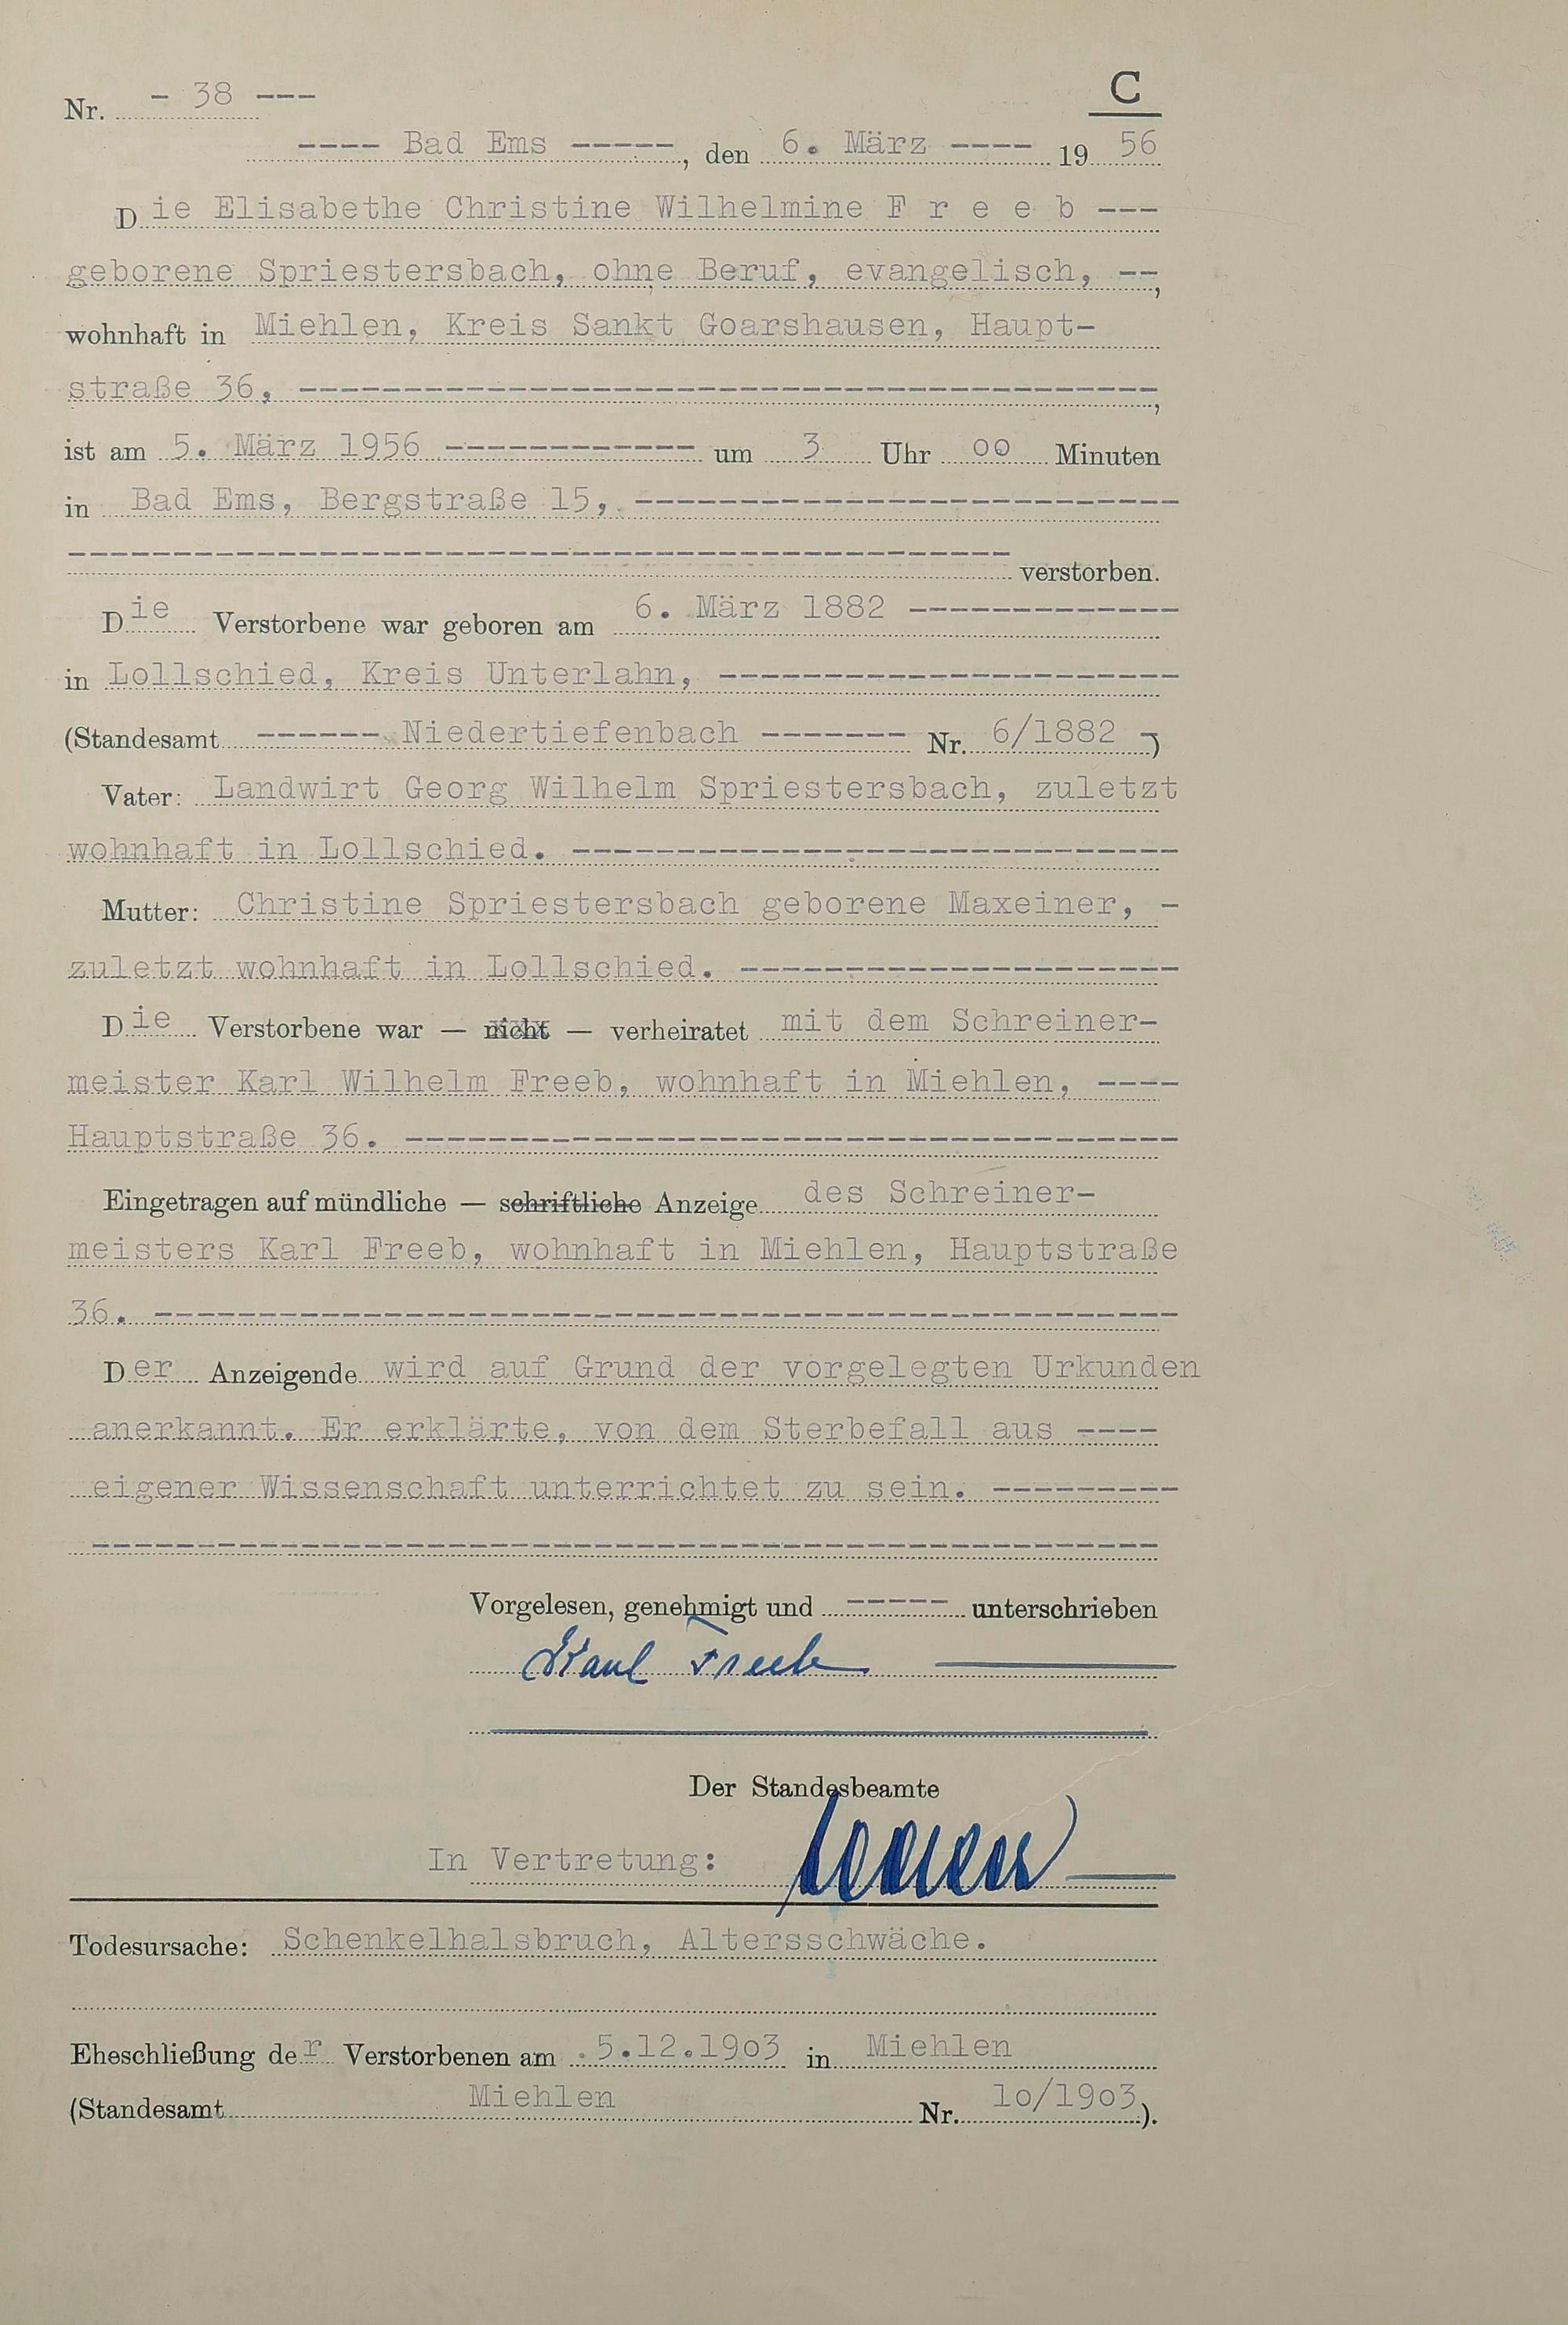 C
Nr. - 38 ---
---- Bad Ems -----, den 6. März ---- 19 56
Die Elisabethe Christine Wilhelmine F r e e b ---
geborene Spriestersbach, ohne Beruf, evangelisch, --,
wohnhaft in Miehlen, Kreis Sankt Goarshausen, Haupt-
straße 36, ----------------------------------------,
ist am 5. März 1956 ------------ um 3 Uhr oo Minuten
in Bad Ems, Bergstraße 15, --------------------------
--------------------------------------------- verstorben.
Die Verstorbene war geboren am 6. März 1882 -------------
in Lollschied, Kreis Unterlahn, ----------------------
(Standesamt ------ Niedertiefenbach ------- Nr. 6/1882 -)
Vater: Landwirt Georg Wilhelm Spriestersbach, zuletzt
wohnhaft in Lollschied. -----------------------------
Mutter: Christine Spriestersbach geborene Maxeiner, -
zuletzt wohnhaft in Lollschied. ---------------------
Die Verstorbene war — nicht — verheiratet mit dem Schreiner-
meister Karl Wilhelm Freeb, wohnhaft in Miehlen, ----
Hauptstraße 36. -------------------------------------
Eingetragen auf mündliche — schriftliche Anzeige des Schreiner-
meisters Karl Freeb, wohnhaft in Miehlen, Hauptstraße
36. -------------------------------------------------
Der Anzeigende wird auf Grund der vorgelegten Urkunden
anerkannt. Er erklärte, von dem Sterbefall aus ----
eigener Wissenschaft unterrichtet zu sein. ---------
---------------------------------------------------
Vorgelesen, genehmigt und ----- unterschrieben
Karl Freeb
Der Standesbeamte
In Vertretung:
Todesursache: Schenkelhalsbruch, Altersschwäche.
Eheschließung der Verstorbenen am 5.12.19o3 in Miehlen
(Standesamt Miehlen Nr. 1o/19o3).